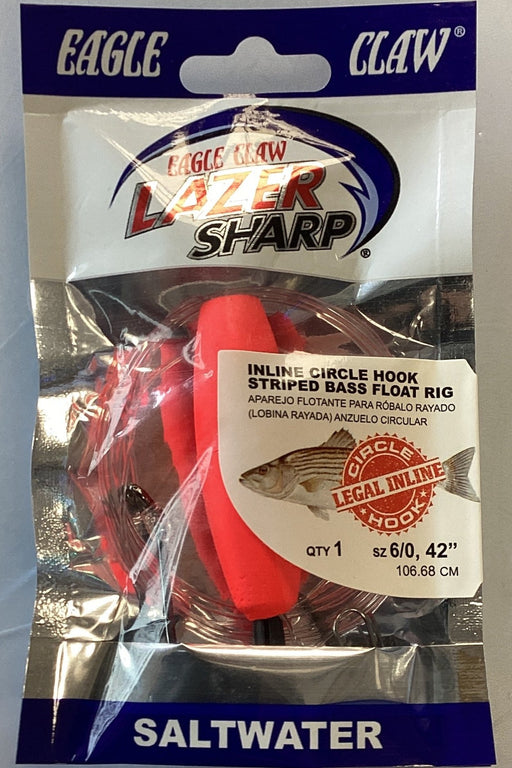 EAGLE CLAW®
EAGLE CLAW
LAZER
SHARP®
INLINE CIRCLE HOOK
STRIPED BASS FLOAT RIG
APAREJO FLOTANTE PARA RÓBALO RAYADO
(LOBINA RAYADA) ANZUELO CIRCULAR
CIRCLE
LEGAL INLINE
HOOK
QTY 1 SZ 6/0, 42”
106.68 CM
SALTWATER